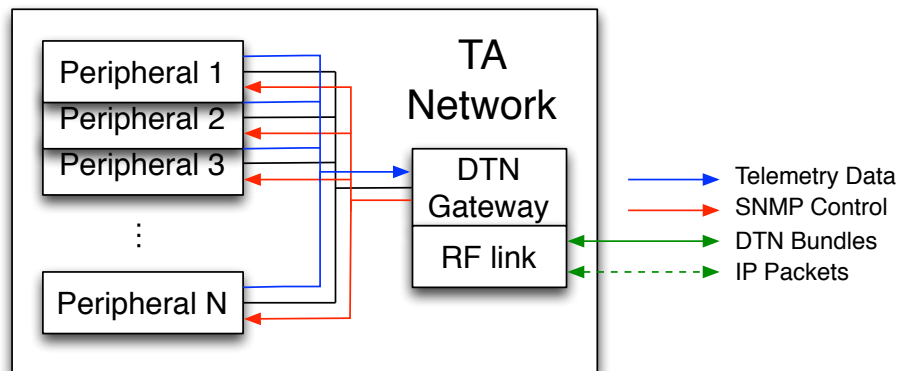 TA
Network
Peripheral 1
Peripheral 2
Peripheral 3
⋮
Peripheral N
DTN
Gateway
RF link
Telemetry Data
SNMP Control
DTN Bundles
IP Packets